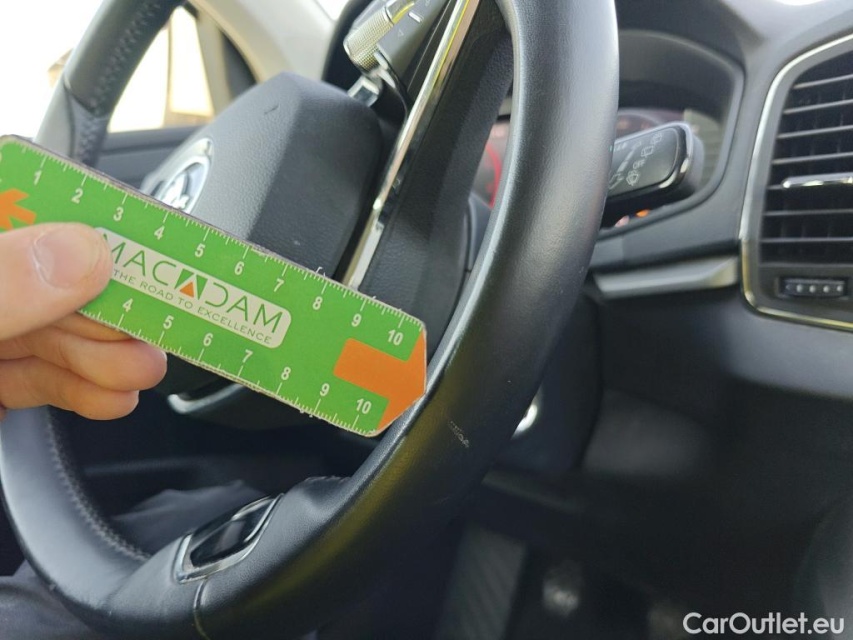 1 2 3 4 5 6 7 8 9 10
MACADAM
THE ROAD TO EXCELLENCE
4 5 6 7 8 9 10
CarOutlet.eu